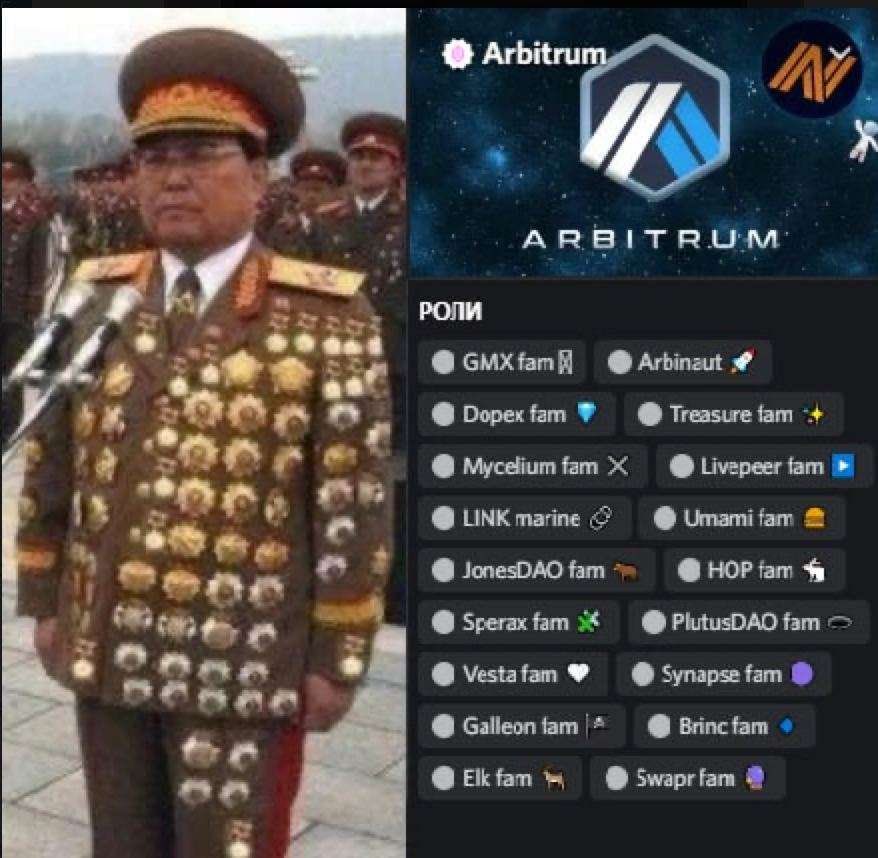 Arbitrum
ARBITRUM
РОЛИ
GMX fam
Arbinaut 🚀
Dopex fam 💎
Treasure fam ✨
Mycelium fam ⚔
Livepeer fam ▶️
LINK marine 🔗
Umami fam 🍔
JonesDAO fam 🐂
HOP fam 🐇
Sperax fam 🧩
PlutusDAO fam 🕳️
Vesta fam 🤍
Synapse fam 🟣
Galleon fam 🏴‍☠️
Brinc fam 🔹
Elk fam 🦌
Swapr fam 🔮